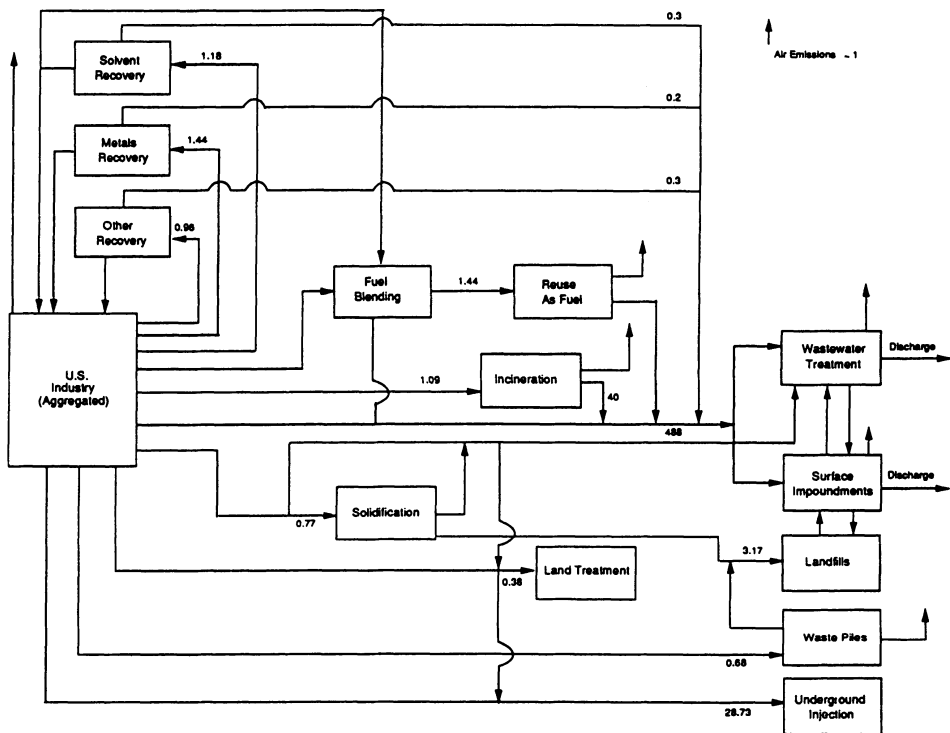 0.3
Air Emissions ~ 1
Solvent
Recovery
1.18
0.2
Metals
Recovery
1.44
0.3
Other
Recovery
0.96
Fuel
Blending
1.44
Reuse
As Fuel
Wastewater
Treatment
Discharge
U.S.
Industry
(Aggregated)
1.09
Incineration
40
488
Surface
Impoundments
Discharge
Solidification
0.77
3.17
Landfills
Land Treatment
0.38
Waste Piles
0.68
Underground
Injection
28.73